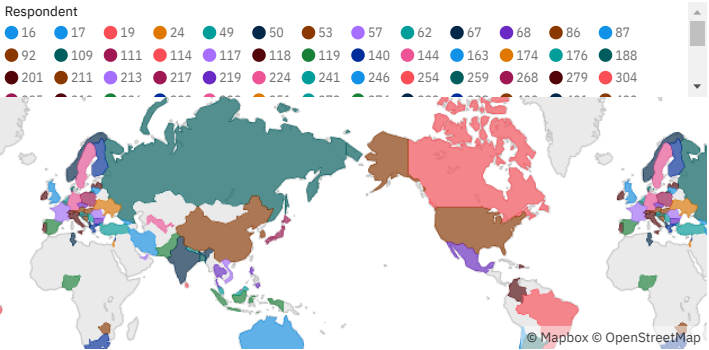 Respondent
16 17 19 24 49 50 53 57 62 67 68 86 87
92 109 111 114 117 118 119 140 144 163 174 176 188
201 211 213 217 219 224 241 246 254 259 268 279 304
© Mapbox © OpenStreetMap